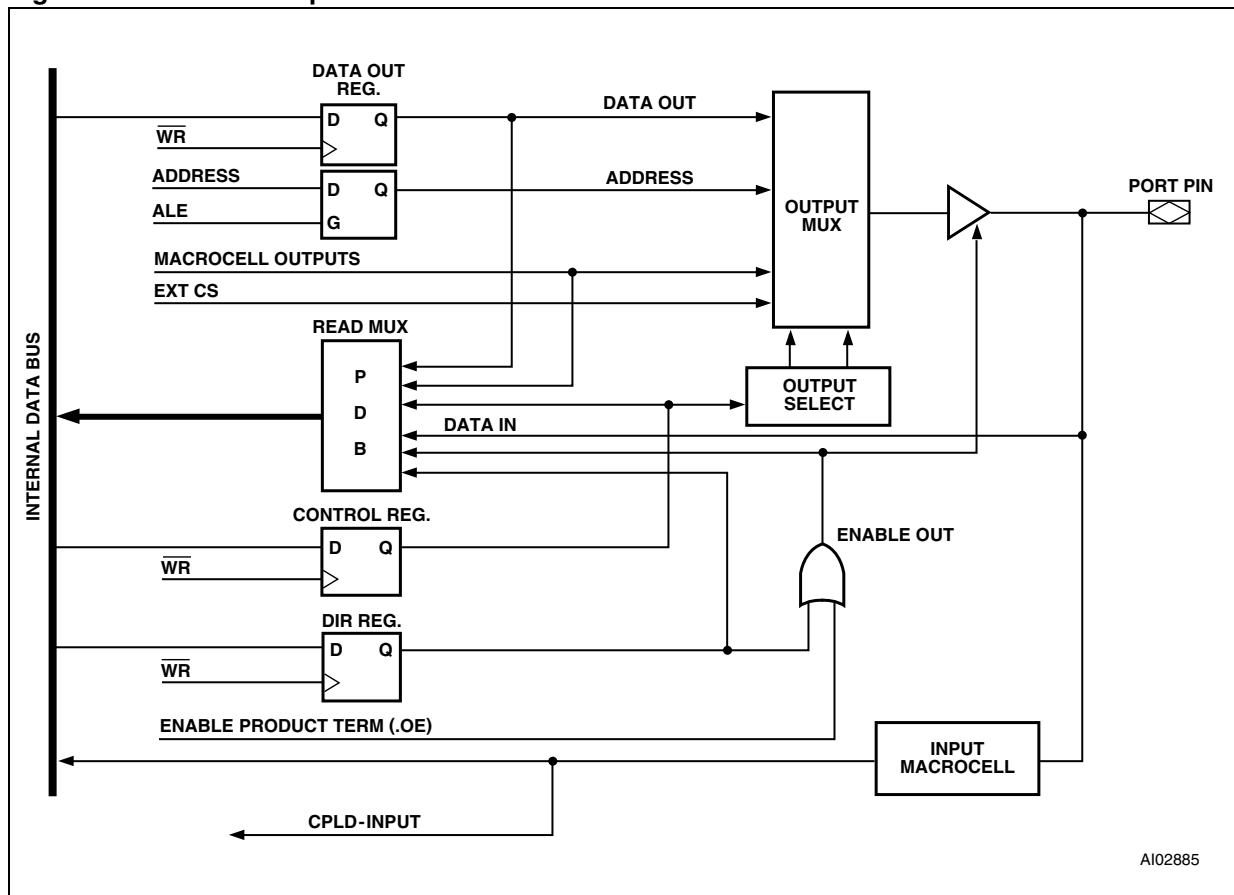 DATA OUT
REG.
D Q
DATA OUT
WR
ADDRESS
D Q
ADDRESS
ALE
G
OUTPUT
MUX
PORT PIN
MACROCELL OUTPUTS
EXT CS
READ MUX
P
D
B
OUTPUT
SELECT
DATA IN
INTERNAL DATA BUS
CONTROL REG.
D Q
WR
ENABLE OUT
DIR REG.
D Q
WR
ENABLE PRODUCT TERM (.OE)
INPUT
MACROCELL
CPLD-INPUT
AI02885